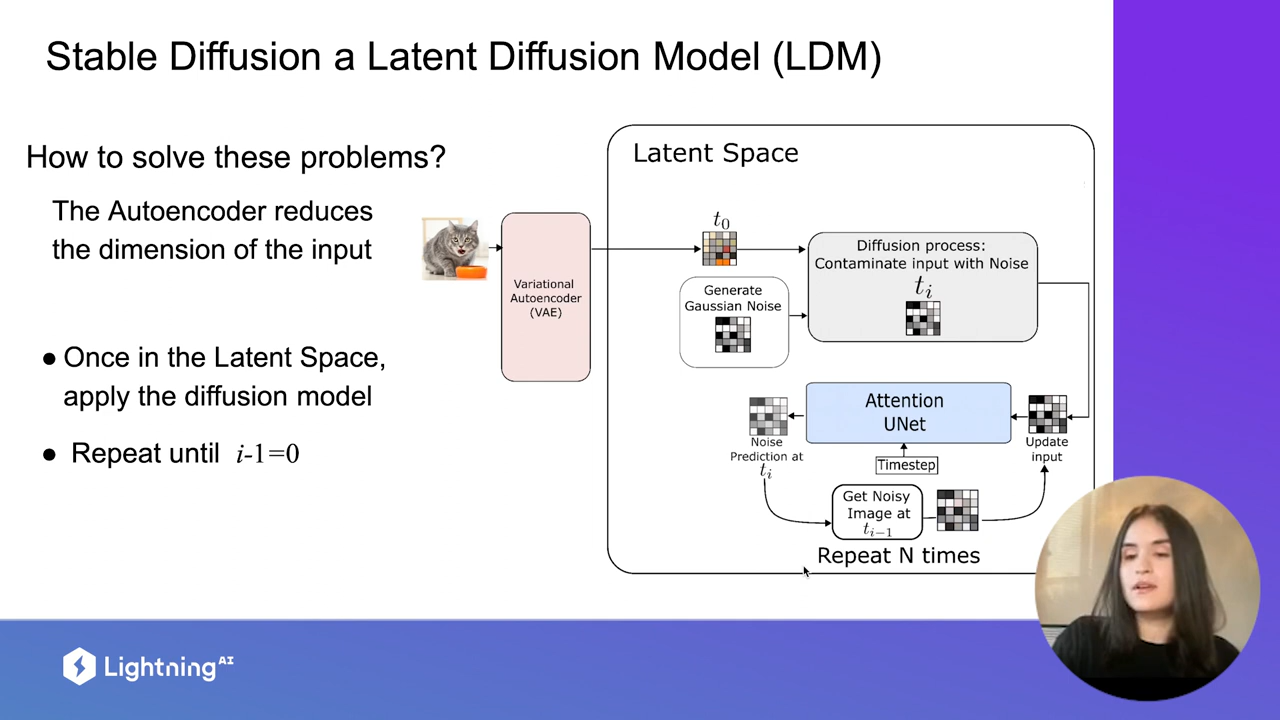 Stable Diffusion a Latent Diffusion Model (LDM)
How to solve these problems?
The Autoencoder reduces
the dimension of the input
● Once in the Latent Space,
apply the diffusion model
● Repeat until i-1=0
Variational
Autoencoder
(VAE)
Latent Space
t0
Generate
Gaussian Noise
Diffusion process:
Contaminate input with Noise
ti
Attention
UNet
Timestep
Update
input
Noise
Prediction at
ti
Get Noisy
Image at
ti−1
Repeat N times
Lightning AI